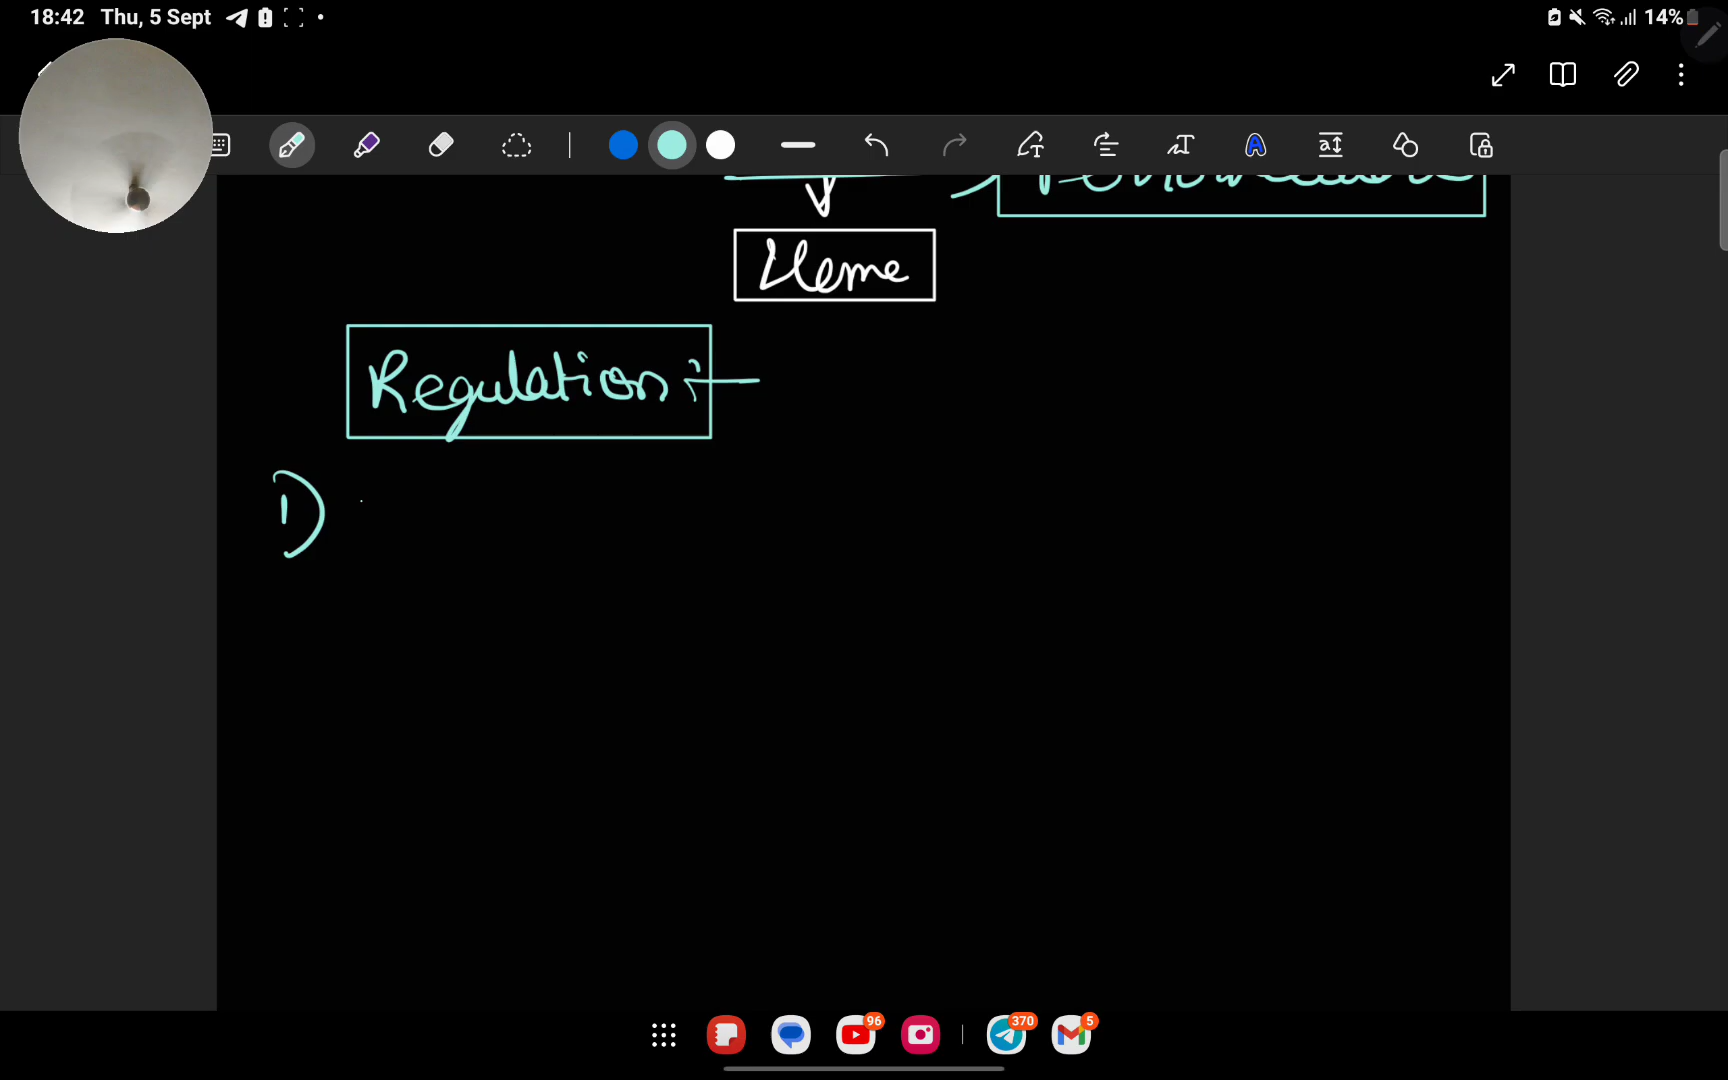 18:42 Thu, 5 Sept
14%
Heme
Regulation :-
1)
96
370
5